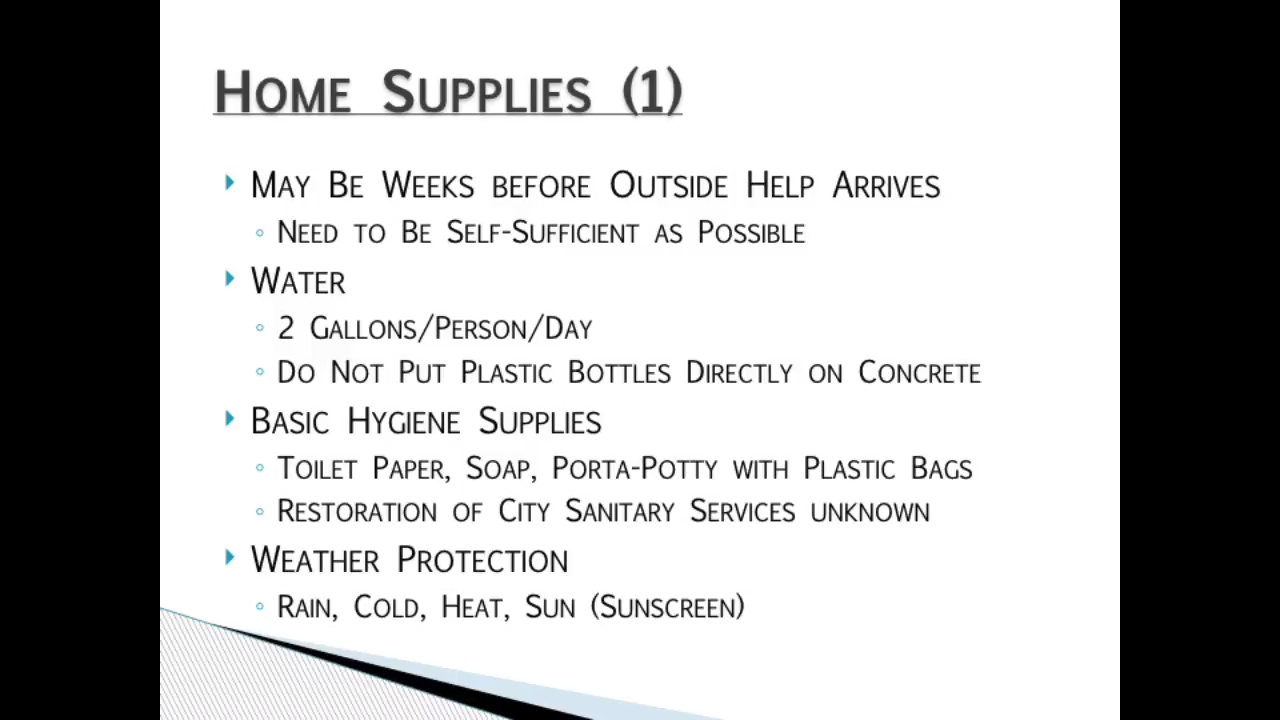 Home Supplies (1)
May Be Weeks before Outside Help Arrives
Need to Be Self-Sufficient as Possible
Water
2 Gallons/Person/Day
Do Not Put Plastic Bottles Directly on Concrete
Basic Hygiene Supplies
Toilet Paper, Soap, Porta-Potty with Plastic Bags
Restoration of City Sanitary Services unknown
Weather Protection
Rain, Cold, Heat, Sun (Sunscreen)